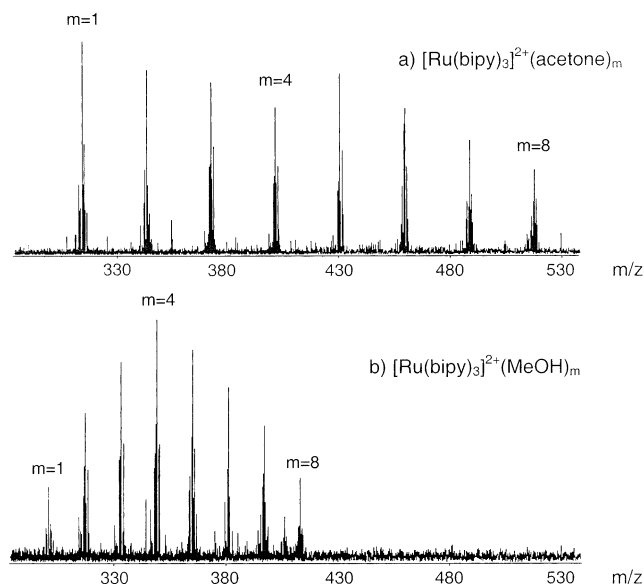 m=1
a) [Ru(bipy)₃]²⁺(acetone)ₘ
m=4
m=8
330 380 430 480 530 m/z
m=4
b) [Ru(bipy)₃]²⁺(MeOH)ₘ
m=1
m=8
330 380 430 480 530 m/z